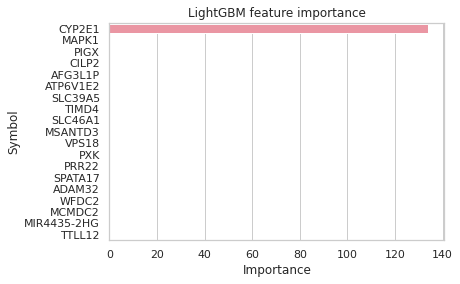 LightGBM feature importance
CYP2E1
MAPK1
PIGX
CILP2
AFG3L1P
ATP6V1E2
SLC39A5
TIMD4
SLC46A1
MSANTD3
VPS18
PXK
PRR22
SPATA17
ADAM32
WFDC2
MCMDC2
MIR4435-2HG
TTLL12
Symbol
0 20 40 60 80 100 120 140
Importance